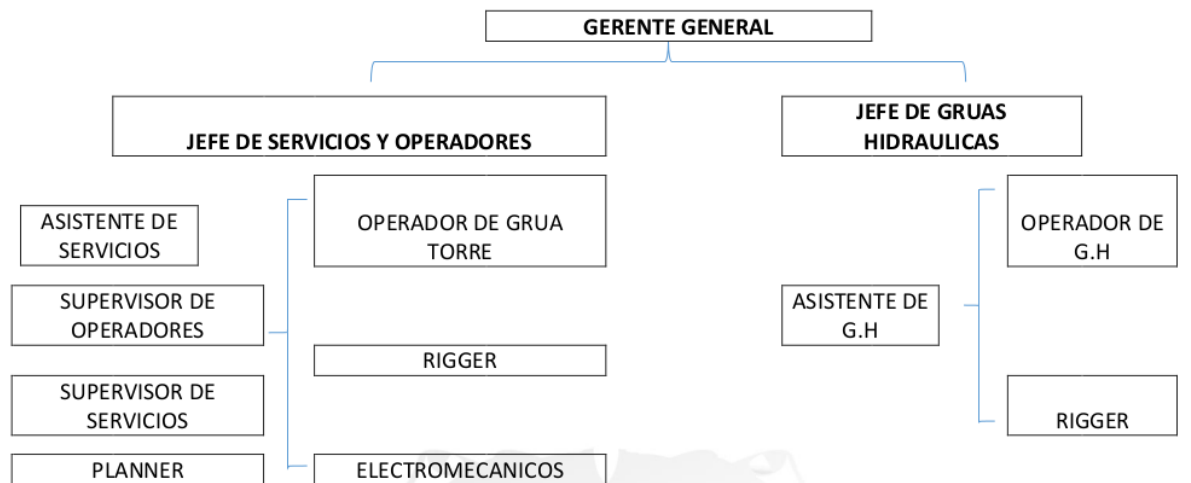 GERENTE GENERAL
JEFE DE SERVICIOS Y OPERADORES
JEFE DE GRUAS
HIDRAULICAS
ASISTENTE DE
SERVICIOS
OPERADOR DE GRUA
TORRE
OPERADOR DE
G.H
SUPERVISOR DE
OPERADORES
ASISTENTE DE
G.H
RIGGER
SUPERVISOR DE
SERVICIOS
RIGGER
PLANNER
ELECTROMECANICOS